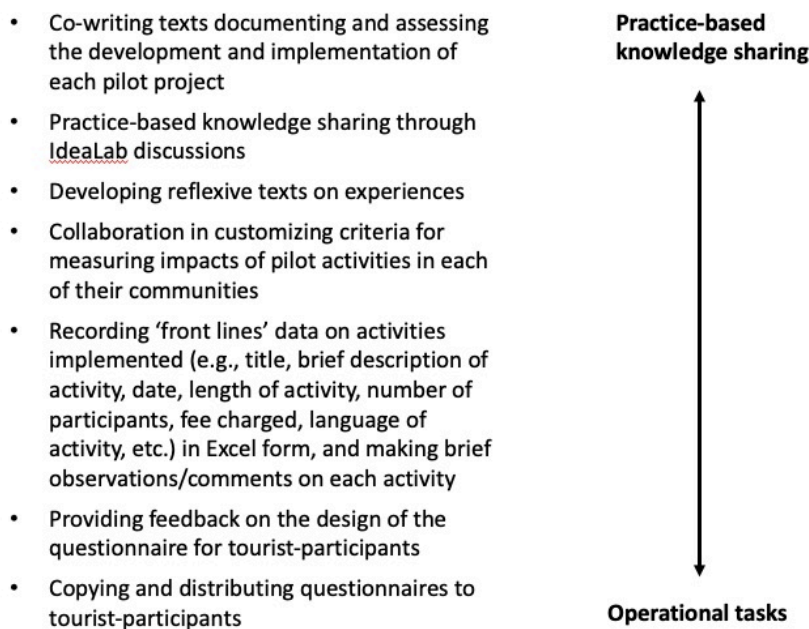 • Co-writing texts documenting and assessing
the development and implementation of
each pilot project
• Practice-based knowledge sharing through
IdeaLab discussions
• Developing reflexive texts on experiences
• Collaboration in customizing criteria for
measuring impacts of pilot activities in each
of their communities
• Recording ‘front lines’ data on activities
implemented (e.g., title, brief description of
activity, date, length of activity, number of
participants, fee charged, language of
activity, etc.) in Excel form, and making brief
observations/comments on each activity
• Providing feedback on the design of the
questionnaire for tourist-participants
• Copying and distributing questionnaires to
tourist-participants
Practice-based
knowledge sharing
Operational tasks